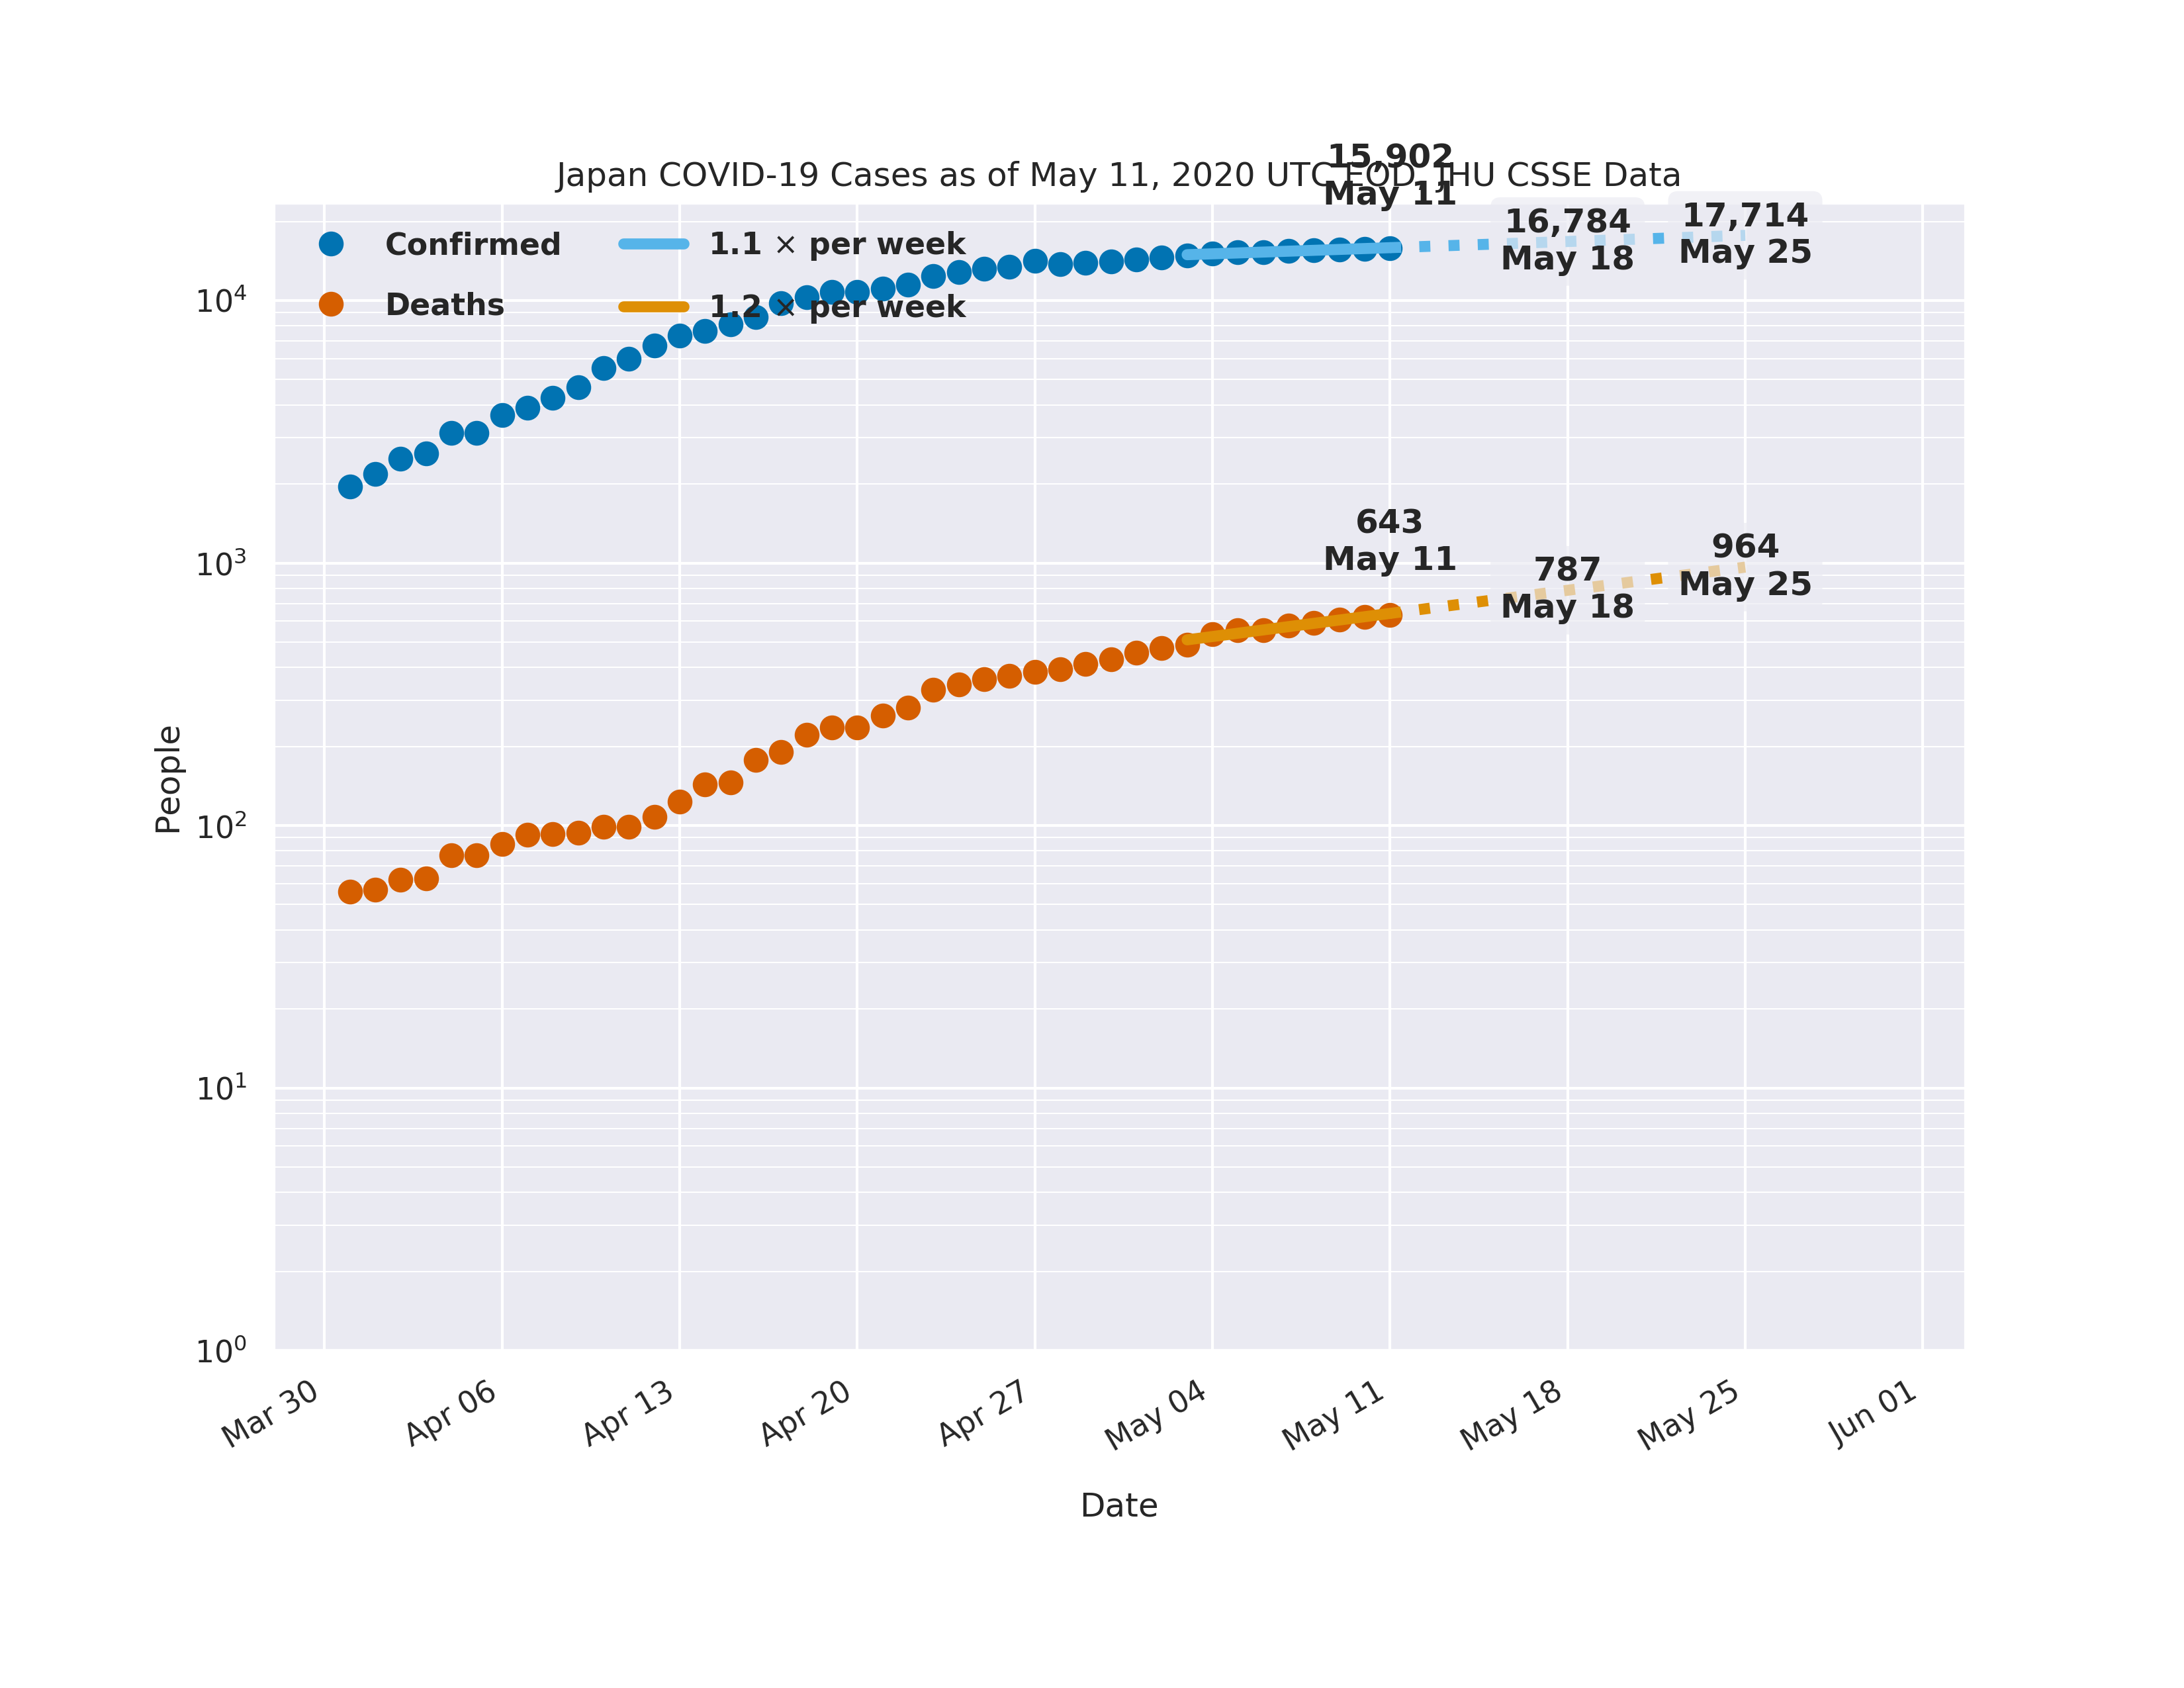 15,902
May 11
Japan COVID-19 Cases as of May 11, 2020 UTC EOD, JHU CSSE Data
16,784
May 18
17,714
May 25
Confirmed
Deaths
1.1 × per week
1.2 × per week
643
May 11
787
May 18
964
May 25
People
10⁴
10³
10²
10¹
10⁰
Mar 30
Apr 06
Apr 13
Apr 20
Apr 27
May 04
May 11
May 18
May 25
Jun 01
Date